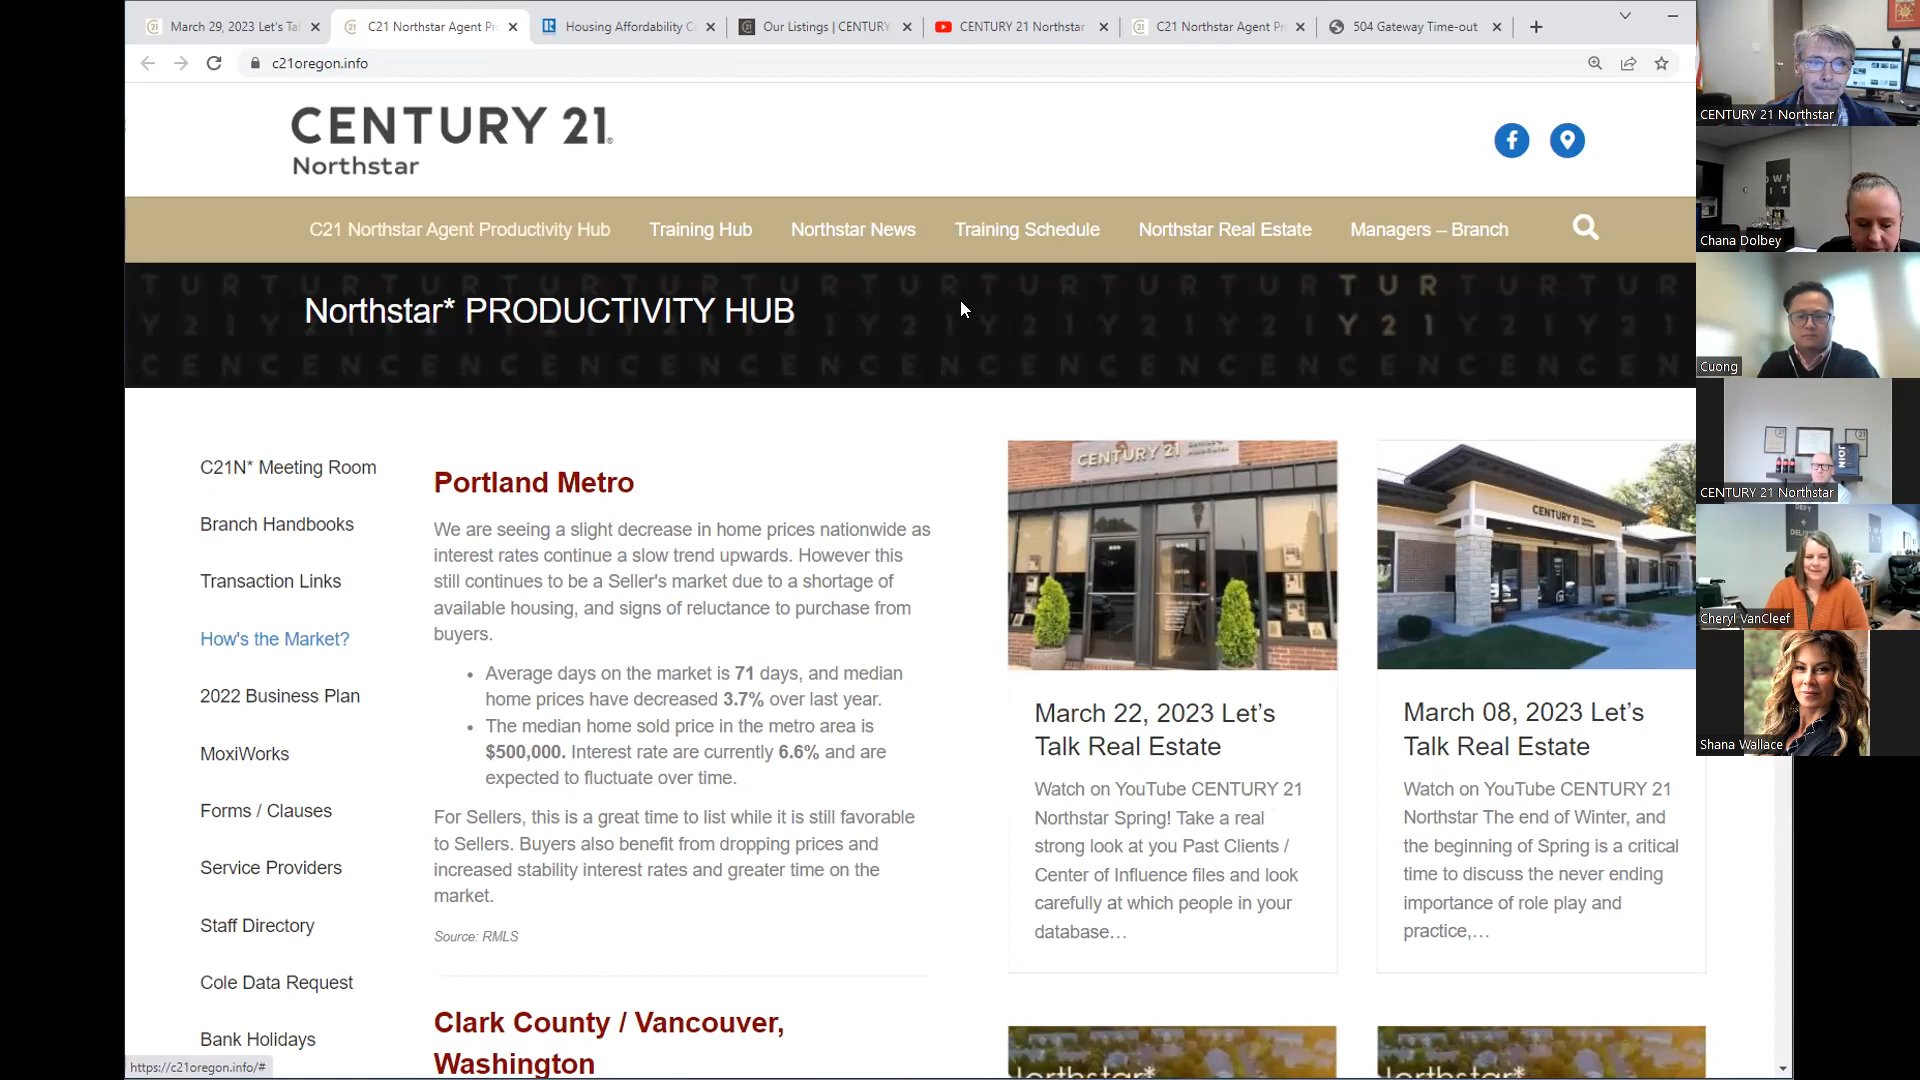 March 29, 2023 Let's Ta
C21 Northstar Agent Pr
Housing Affordability C
Our Listings | CENTURY
CENTURY 21 Northstar
C21 Northstar Agent Pr
504 Gateway Time-out
c21oregon.info
CENTURY 21
Northstar
C21 Northstar Agent Productivity Hub
Training Hub
Northstar News
Training Schedule
Northstar Real Estate
Managers – Branch
Northstar* PRODUCTIVITY HUB
C21N* Meeting Room
Branch Handbooks
Transaction Links
How's the Market?
2022 Business Plan
MoxiWorks
Forms / Clauses
Service Providers
Staff Directory
Cole Data Request
Bank Holidays
https://c21oregon.info/#
Portland Metro
We are seeing a slight decrease in home prices nationwide as
interest rates continue a slow trend upwards. However this
still continues to be a Seller's market due to a shortage of
available housing, and signs of reluctance to purchase from
buyers.
• Average days on the market is 71 days, and median
home prices have decreased 3.7% over last year.
• The median home sold price in the metro area is
$500,000. Interest rate are currently 6.6% and are
expected to fluctuate over time.
For Sellers, this is a great time to list while it is still favorable
to Sellers. Buyers also benefit from dropping prices and
increased stability interest rates and greater time on the
market.
Source: RMLS
Clark County / Vancouver,
Washington
CENTURY 21
March 22, 2023 Let’s
Talk Real Estate
Watch on YouTube CENTURY 21
Northstar Spring! Take a real
strong look at you Past Clients /
Center of Influence files and look
carefully at which people in your
database…
Northstar*
CENTURY 21
March 08, 2023 Let’s
Talk Real Estate
Watch on YouTube CENTURY 21
Northstar The end of Winter, and
the beginning of Spring is a critical
time to discuss the never ending
importance of role play and
practice,…
Northstar*
CENTURY 21 Northstar
Chana Dolbey
Cuong
JOIN
CENTURY 21 Northstar
DEFY
Cheryl VanCleef
Shana Wallace